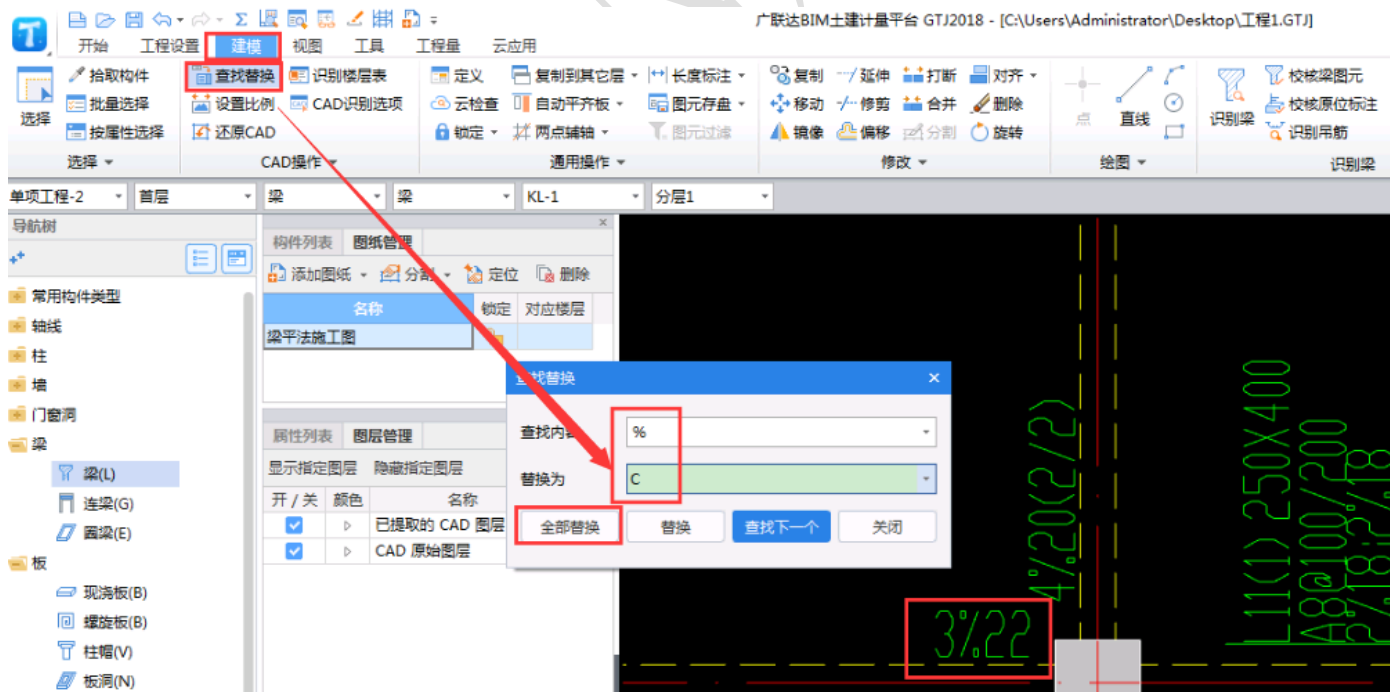 广联达BIM土建计量平台 GTJ2018 - [C:\Users\Administrator\Desktop\工程1.GTJ]
开始 工程设置 建模 视图 工具 工程量 云应用
拾取构件 查找替换 识别楼层表 定义 复制到其它层 长度标注 复制 延伸 打断 对齐 校核梁图元
选择 批量选择 设置比例 CAD识别选项 云检查 自动平齐板 图元存盘 移动 修剪 合并 删除 点 直线 识别梁 校核原位标注
按属性选择 还原CAD 锁定 两点辅轴 图元过滤 镜像 偏移 分割 旋转 识别吊筋
选择 CAD操作 通用操作 修改 绘图 识别梁
单项工程-2 首层 梁 梁 KL-1 分层1
导航树
构件列表 图纸管理
添加图纸 分割 定位 删除
名称 锁定 对应楼层
梁平法施工图
常用构件类型
轴线
柱
墙
门窗洞
梁
梁(L)
连梁(G)
圈梁(E)
板
现浇板(B)
螺旋板(B)
柱帽(V)
板洞(N)
属性列表 图层管理
显示指定图层 隐藏指定图层
开 / 关 颜色 名称
已提取的 CAD 图层
CAD 原始图层
查找替换
查找内容 %
替换为 C
全部替换 替换 查找下一个 关闭
3%22
4%20(2/2)
L11(1) 250X400